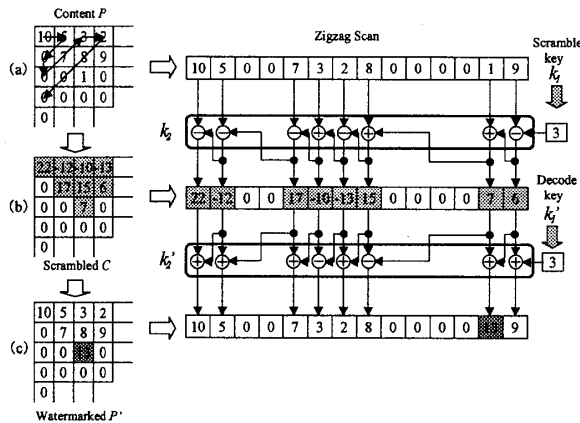 Content P
Zigzag Scan
Scramble key k₁
(a)
10 5 3 2
0 7 8 9
0 0 1 0
0 0 0 0
0
10 5 0 0 7 3 2 8 0 0 0 0 1 9
k₂
− − − + − + + −
3
(b)
22 -12 -10 -13
0 17 15 6
0 0 7 0
0 0 0 0
0
Scrambled C
22 -12 0 0 17 -10 -13 15 0 0 0 0 7 6
Decode key k₁'
k₂'
+ + + − + − + +
3
(c)
10 5 3 2
0 7 8 9
0 0 13 0
0 0 0 0
0
10 5 0 0 7 3 2 8 0 0 0 0 13 9
Watermarked P'